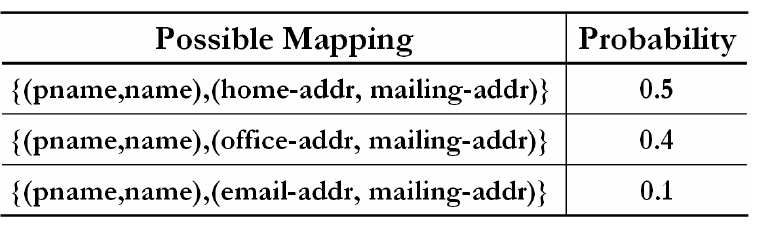 Possible Mapping Probability
{(pname,name),(home-addr, mailing-addr)} 0.5
{(pname,name),(office-addr, mailing-addr)} 0.4
{(pname,name),(email-addr, mailing-addr)} 0.1